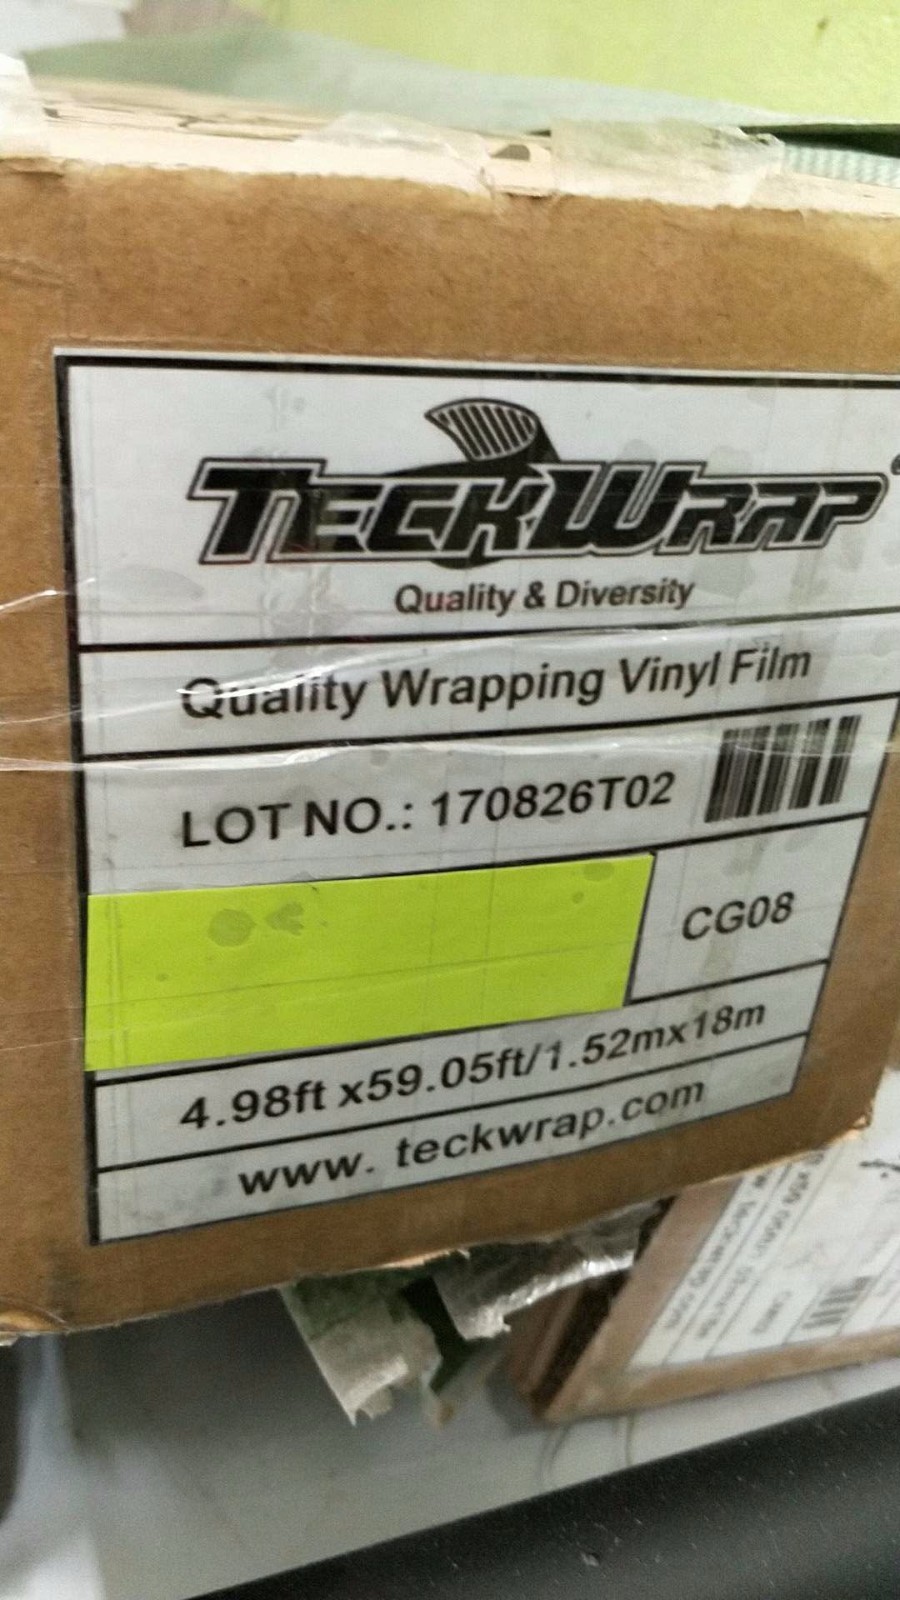 TECKWRAP
Quality & Diversity
Quality Wrapping Vinyl Film
LOT NO.: 170826T02
CG08
4.98ft x59.05ft/1.52mx18m
www. teckwrap.com